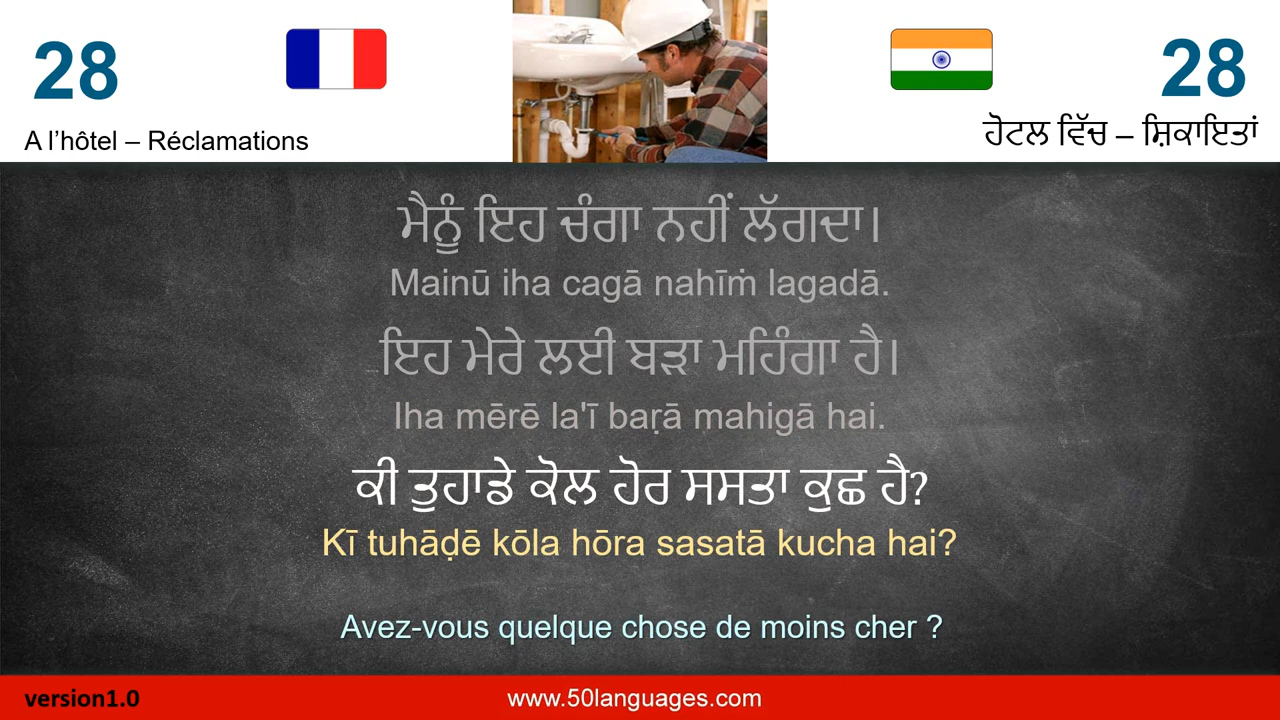 28
28
A l’hôtel – Réclamations
ਹੋਟਲ ਵਿੱਚ – ਸ਼ਿਕਾਇਤਾਂ
ਮੈਨੂੰ ਇਹ ਚੰਗਾ ਨਹੀਂ ਲੱਗਦਾ।
Mainū iha cagā nahīṁ lagadā.
ਇਹ ਮੇਰੇ ਲਈ ਬੜਾ ਮਹਿੰਗਾ ਹੈ।
Iha mērē la'ī baṛā mahigā hai.
ਕੀ ਤੁਹਾਡੇ ਕੋਲ ਹੋਰ ਸਸਤਾ ਕੁਛ ਹੈ?
Kī tuhāḍē kōla hōra sasatā kucha hai?
Avez-vous quelque chose de moins cher ?
version1.0
www.50languages.com